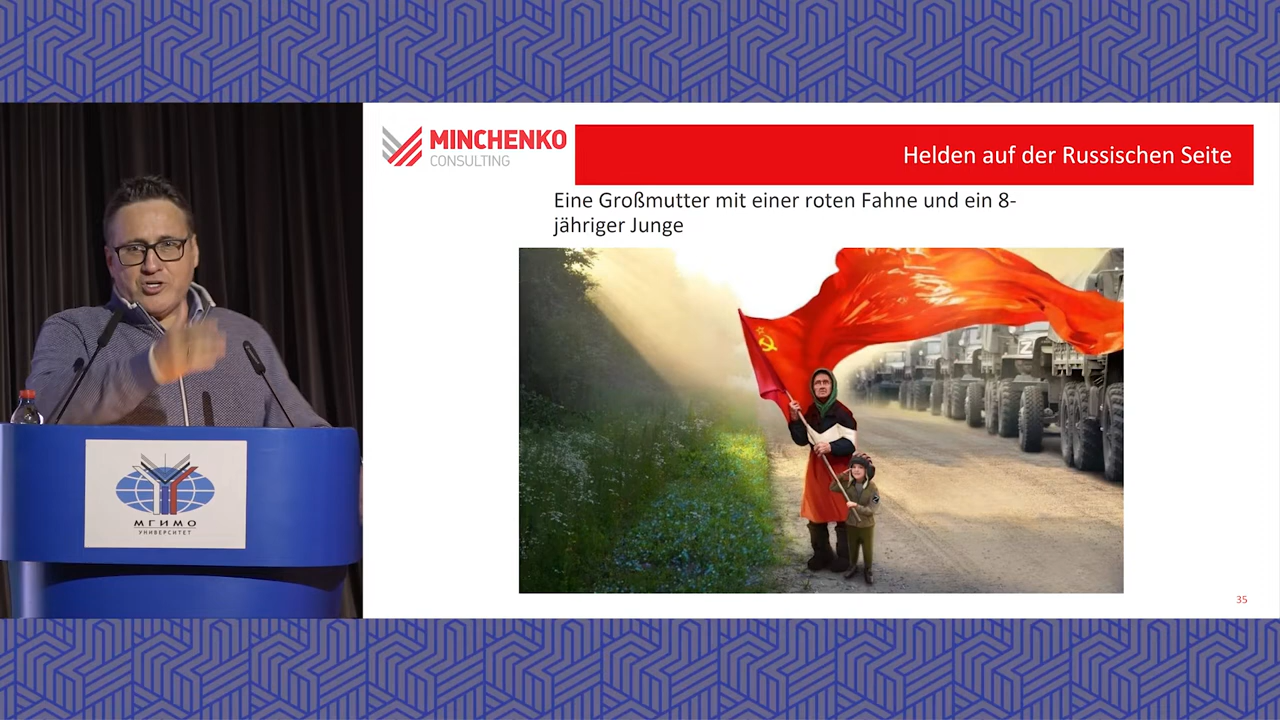 MINCHENKO
CONSULTING
Helden auf der Russischen Seite
Eine Großmutter mit einer roten Fahne und ein 8-
jähriger Junge
Z
МГИМО
УНИВЕРСИТЕТ
35